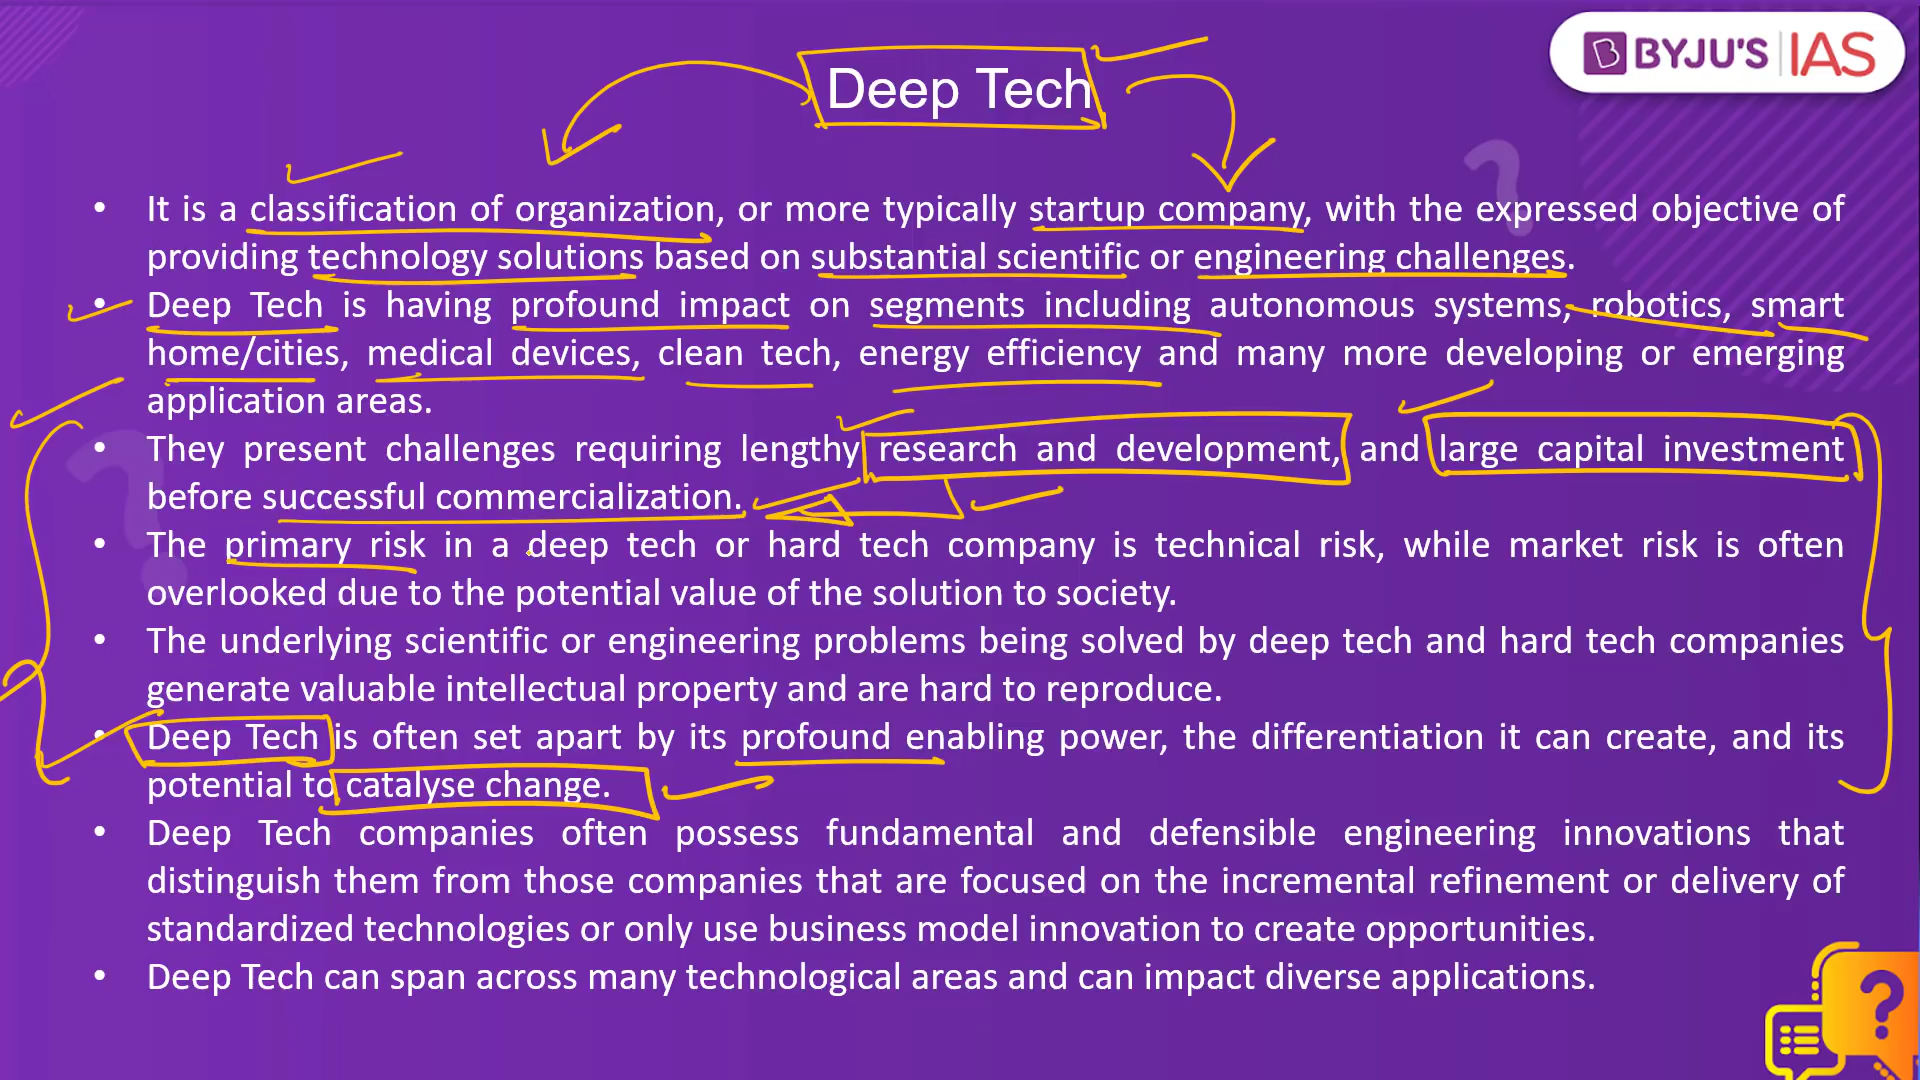 Deep Tech
BYJU'S IAS
• It is a classification of organization, or more typically startup company, with the expressed objective of
providing technology solutions based on substantial scientific or engineering challenges.
• Deep Tech is having profound impact on segments including autonomous systems, robotics, smart
home/cities, medical devices, clean tech, energy efficiency and many more developing or emerging
application areas.
• They present challenges requiring lengthy research and development, and large capital investment
before successful commercialization.
• The primary risk in a deep tech or hard tech company is technical risk, while market risk is often
overlooked due to the potential value of the solution to society.
• The underlying scientific or engineering problems being solved by deep tech and hard tech companies
generate valuable intellectual property and are hard to reproduce.
• Deep Tech is often set apart by its profound enabling power, the differentiation it can create, and its
potential to catalyse change.
• Deep Tech companies often possess fundamental and defensible engineering innovations that
distinguish them from those companies that are focused on the incremental refinement or delivery of
standardized technologies or only use business model innovation to create opportunities.
• Deep Tech can span across many technological areas and can impact diverse applications.